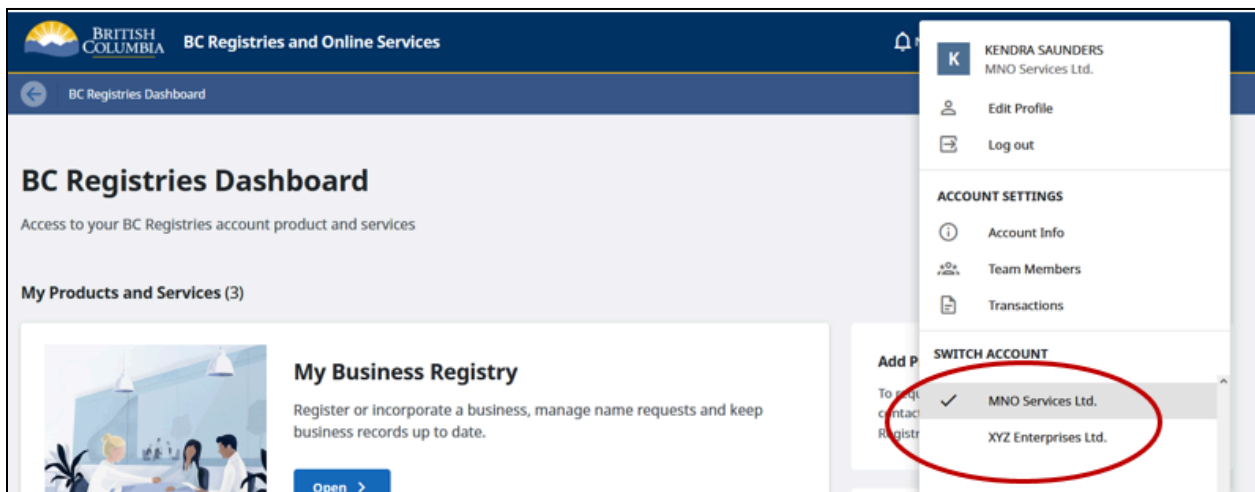 BRITISH
COLUMBIA
BC Registries and Online Services
BC Registries Dashboard
BC Registries Dashboard
Access to your BC Registries account product and services
My Products and Services (3)
My Business Registry
Register or incorporate a business, manage name requests and keep
business records up to date.
Open >
Add
To
K
KENDRA SAUNDERS
MNO Services Ltd.
Edit Profile
Log out
ACCOUNT SETTINGS
Account Info
Team Members
Transactions
SWITCH ACCOUNT
MNO Services Ltd.
XYZ Enterprises Ltd.